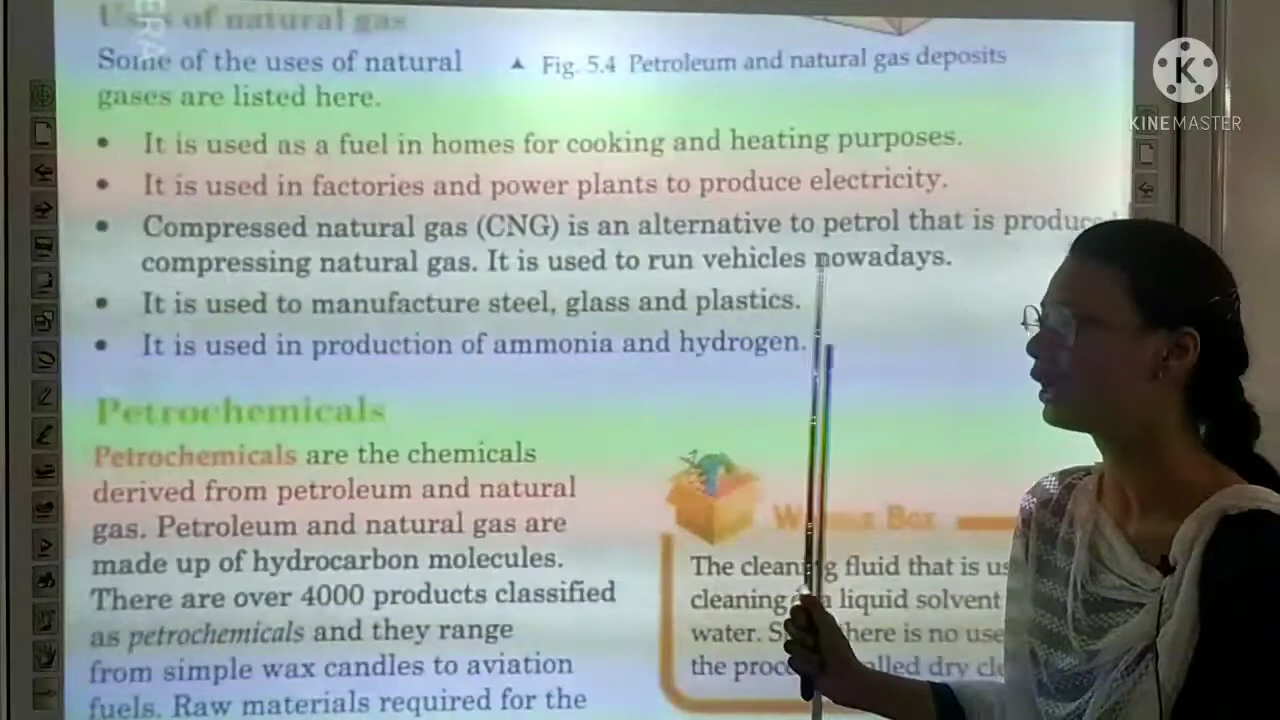 Uses of natural gas
Some of the uses of natural
gases are listed here.
▲ Fig. 5.4 Petroleum and natural gas deposits
• It is used as a fuel in homes for cooking and heating purposes.
• It is used in factories and power plants to produce electricity.
• Compressed natural gas (CNG) is an alternative to petrol that is produce
compressing natural gas. It is used to run vehicles nowadays.
• It is used to manufacture steel, glass and plastics.
• It is used in production of ammonia and hydrogen.
Petrochemicals
Petrochemicals are the chemicals
derived from petroleum and natural
gas. Petroleum and natural gas are
made up of hydrocarbon molecules.
There are over 4000 products classified
as petrochemicals and they range
from simple wax candles to aviation
fuels. Raw materials required for the
Box
The cleaning fluid that is
cleaning liquid solvent
water. there is no use
the dry
K
KINEMASTER